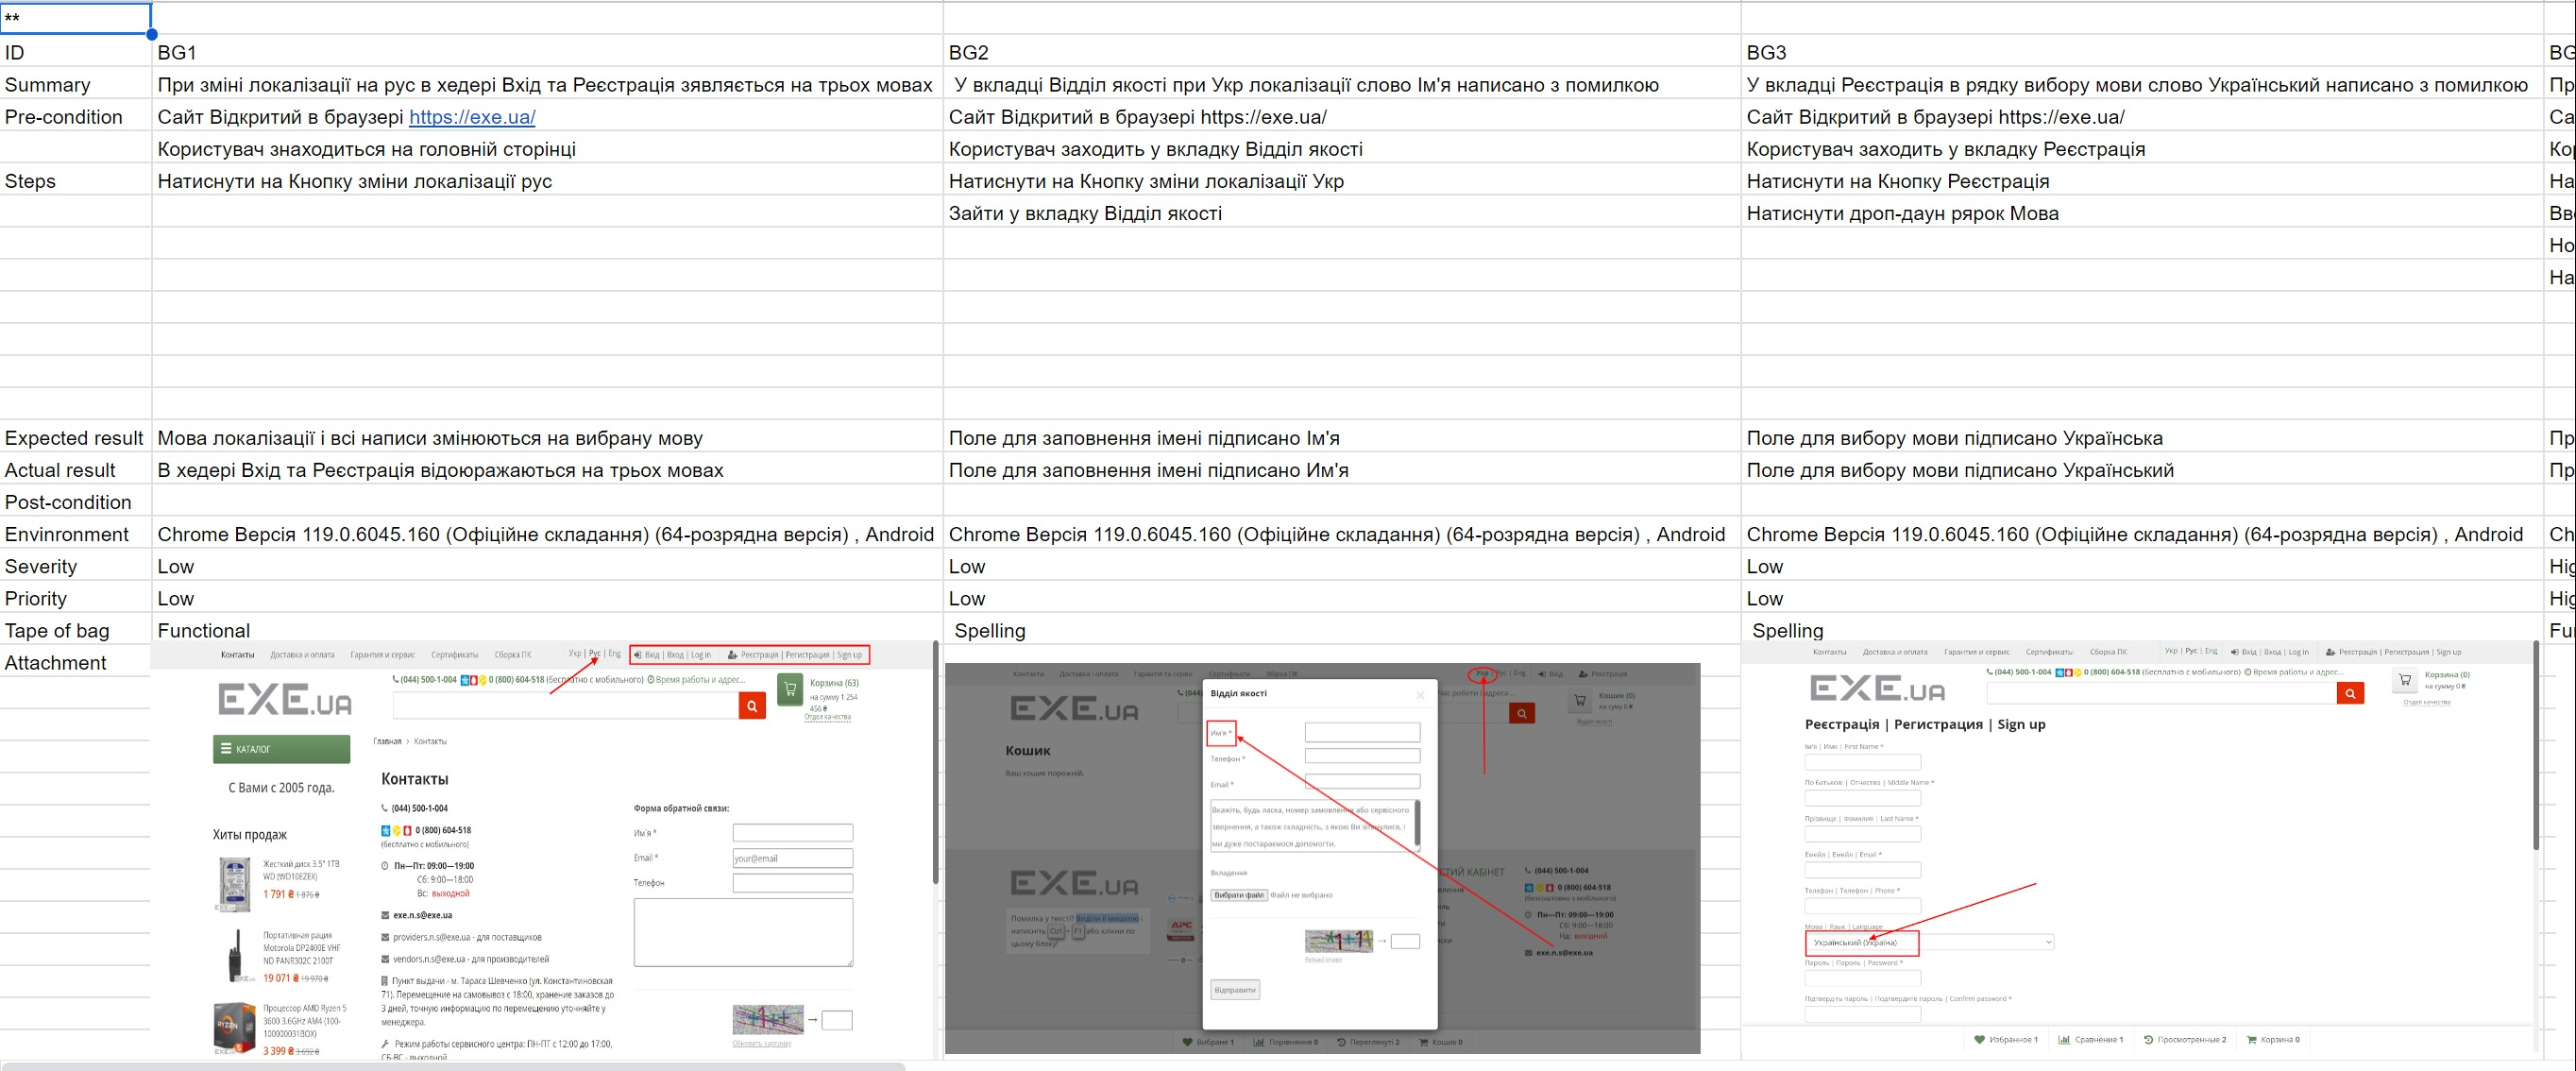 **
ID	BG1	BG2	BG3
Summary	При зміні локалізації на рус в хедері Вхід та Реєстрація зявляється на трьох мовах	У вкладці Відділ якості при Укр локалізації слово Ім'я написано з помилкою	У вкладці Реєстрація в рядку вибору мови слово Український написано з помилкою
Pre-condition	Сайт Відкритий в браузері https://exe.ua/	Сайт Відкритий в браузері https://exe.ua/	Сайт Відкритий в браузері https://exe.ua/
Користувач знаходиться на головній сторінці	Користувач заходить у вкладку Відділ якості	Користувач заходить у вкладку Реєстрація
Steps	Натиснути на Кнопку зміни локалізації рус	Натиснути на Кнопку зміни локалізації Укр	Натиснути на Кнопку Реєстрація
Зайти у вкладку Відділ якості	Натиснути дроп-даун рярок Мова
Expected result	Мова локалізації і всі написи змінюються на вибрану мову	Поле для заповнення імені підписано Ім'я	Поле для вибору мови підписано Українська
Actual result	В хедері Вхід та Реєстрація відоюражаються на трьох мовах	Поле для заповнення імені підписано Им'я	Поле для вибору мови підписано Український
Post-condition
Envinronment	Chrome Версія 119.0.6045.160 (Офіційне складання) (64-розрядна версія) , Android	Chrome Версія 119.0.6045.160 (Офіційне складання) (64-розрядна версія) , Android	Chrome Версія 119.0.6045.160 (Офіційне складання) (64-розрядна версія) , Android
Severity	Low	Low	Low
Priority	Low	Low	Low
Tape of bag	Functional	Spelling	Spelling
Attachment
Контакты Доставка и оплата Гарантия и сервис Сертификаты Сборка ПК Укр | Рус | Eng Вхід | Вход | Log in Реєстрація | Регистрация | Sign up
(044) 500-1-004 0 (800) 604-518 (бесплатно с мобильного) Время работы и адрес...
EXE.UA
Корзина (63)
на сумму 1 254
456 ₴
Отдел качества
КАТАЛОГ
Главная › Контакты
С Вами с 2005 года.
Контакты
(044) 500-1-004
0 (800) 604-518
(бесплатно с мобильного)
Пн—Пт: 09:00—19:00
Сб: 9:00—18:00
Вс: выходной
exe.n.s@exe.ua
providers.n.s@exe.ua - для поставщиков
vendors.n.s@exe.ua - для производителей
Пункт выдачи - м. Тараса Шевченко (ул. Константиновская
71). Перемещение на самовывоз с 18:00, хранение заказов до
3 дней, точную информацию по перемещению уточняйте у
менеджера.
Режим работы сервисного центра: ПН-ПТ с 12:00 до 17:00,
СБ-ВС - выходной
Форма обратной связи:
Им'я *
Email *
your@email
Телефон
Обновить картинку
Хиты продаж
Жесткий диск 3.5" 1TB
WD (WD10EZEX)
1 791 ₴ 1 876 ₴
Портативная рация
Motorola DP2400E VHF
ND PANR302C 2100T
19 071 ₴ 19 970 ₴
Процессор AMD Ryzen 5
3600 3.6GHz AM4 (100-
100000031BOX)
3 399 ₴ 3 692 ₴
Контакти Доставка і оплата Гарантія та сервіс Сертифікати Збірка ПК Укр | Рус | Eng Вхід Реєстрація
EXE.UA
Кошик (0)
на суму 0 ₴
Відділ якості
Кошик
Ваш кошик порожній.
Відділ якості
Им'я *
Телефон *
Email *
Вкажіть, будь ласка, номер замовлення або сервісного
звернення, а також складність, з якою Ви зіткнулися, і
ми дуже постараємося допомогти.
Вкладення
Вибрати файл Файл не вибрано
Reload image
Відправити
EXE.UA
Помилка у тексті? Виділи її мишкою і
натисніть Ctrl + F1 або клікни по
цьому блоку!
APC
(044) 500-1-004
0 (800) 604-518
(безкоштовно з мобільного)
Пн—Пт: 09:00—19:00
Сб: 9:00—18:00
Нд: вихідний
exe.n.s@exe.ua
Вибране 1 Порівняння 0 Переглянуті 2 Кошик 0
Контакты Доставка и оплата Гарантия и сервис Сертификаты Сборка ПК Укр | Рус | Eng Вхід | Вход | Log in Реєстрація | Регистрация | Sign up
(044) 500-1-004 0 (800) 604-518 (бесплатно с мобильного) Время работы и адрес...
EXE.UA
Корзина (0)
на сумму 0 ₴
Отдел качества
Реєстрація | Регистрация | Sign up
Ім'я | Имя | First Name *
По батькові | Отчество | Middle Name *
Прізвище | Фамилия | Last Name *
Емейл | Емейл | Email *
Телефон | Телефон | Phone *
Мова | Язык | Language
Український (Україна)
Пароль | Пароль | Password *
Підтвердіть пароль | Подтвердите пароль | Confirm password *
Избранное 1 Сравнение 1 Просмотренные 2 Корзина 0